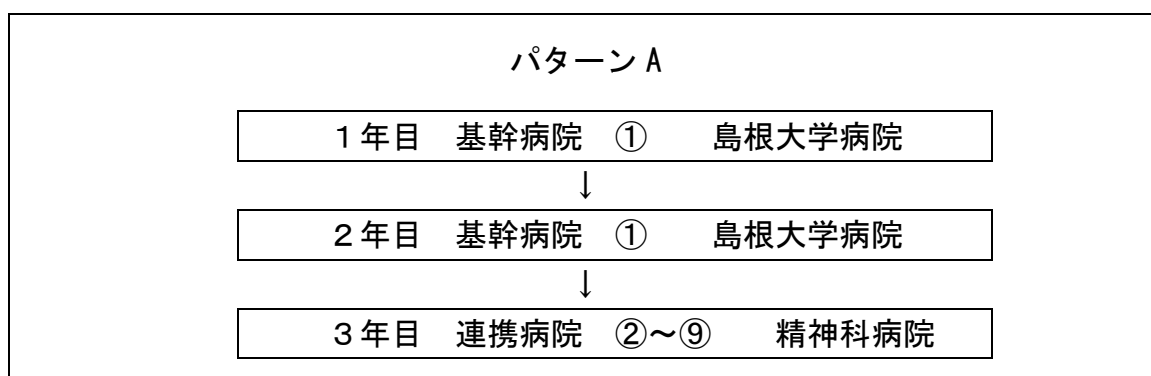 パターンA
1年目　基幹病院　①　　島根大学病院
↓
2年目　基幹病院　①　　島根大学病院
↓
3年目　連携病院　②～⑨　　精神科病院